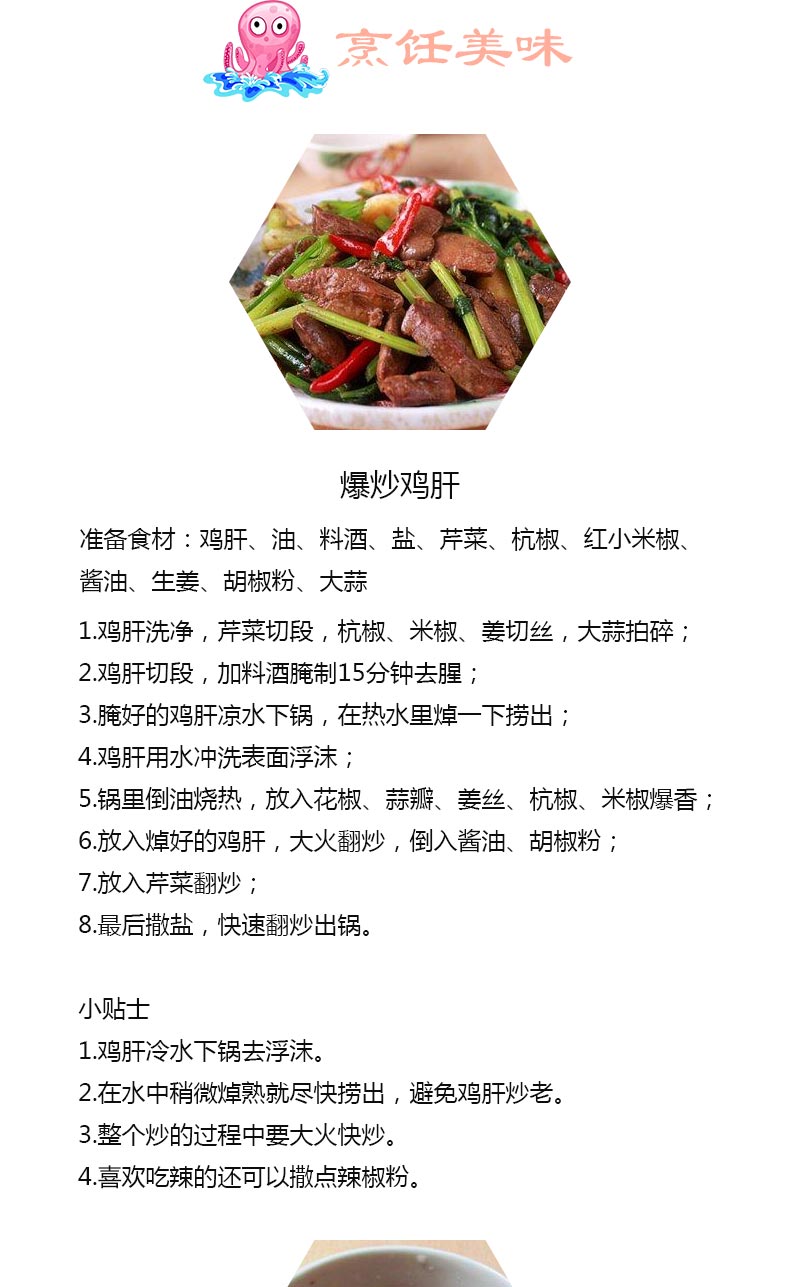 烹饪美味
爆炒鸡肝
准备食材：鸡肝、油、料酒、盐、芹菜、杭椒、红小米椒、
酱油、生姜、胡椒粉、大蒜
1.鸡肝洗净，芹菜切段，杭椒、米椒、姜切丝，大蒜拍碎；
2.鸡肝切段，加料酒腌制15分钟去腥；
3.腌好的鸡肝凉水下锅，在热水里焯一下捞出；
4.鸡肝用水冲洗表面浮沫；
5.锅里倒油烧热，放入花椒、蒜瓣、姜丝、杭椒、米椒爆香；
6.放入焯好的鸡肝，大火翻炒，倒入酱油、胡椒粉；
7.放入芹菜翻炒；
8.最后撒盐，快速翻炒出锅。
小贴士
1.鸡肝冷水下锅去浮沫。
2.在水中稍微焯熟就尽快捞出，避免鸡肝炒老。
3.整个炒的过程中要大火快炒。
4.喜欢吃辣的还可以撒点辣椒粉。